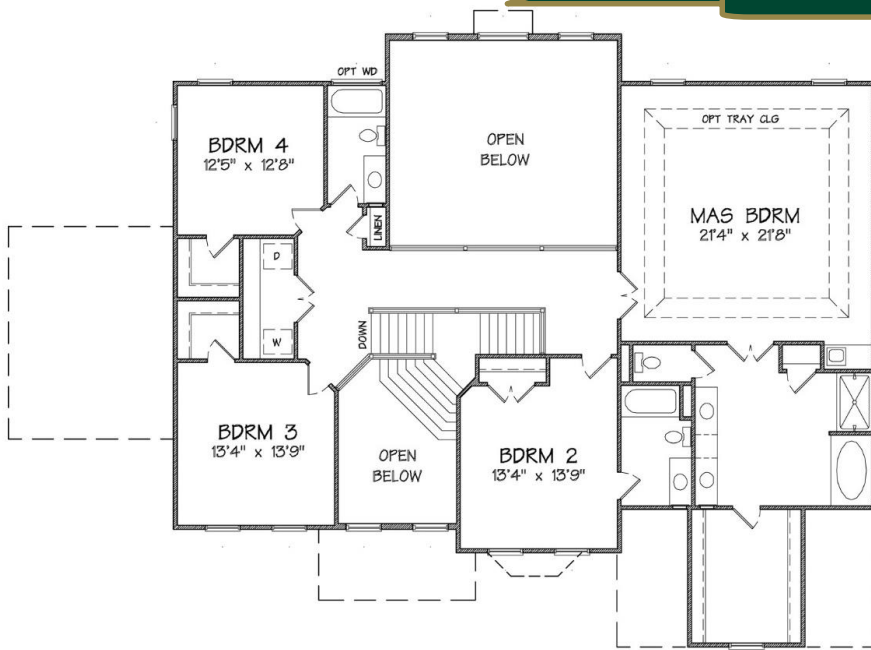 OPT WD
BDRM 4
12'5" x 12'8"
OPEN
BELOW
OPT TRAY CLG
MAS BDRM
21'4" x 21'8"
LINEN
D
W
DOWN
BDRM 3
13'4" x 13'9"
OPEN
BELOW
BDRM 2
13'4" x 13'9"